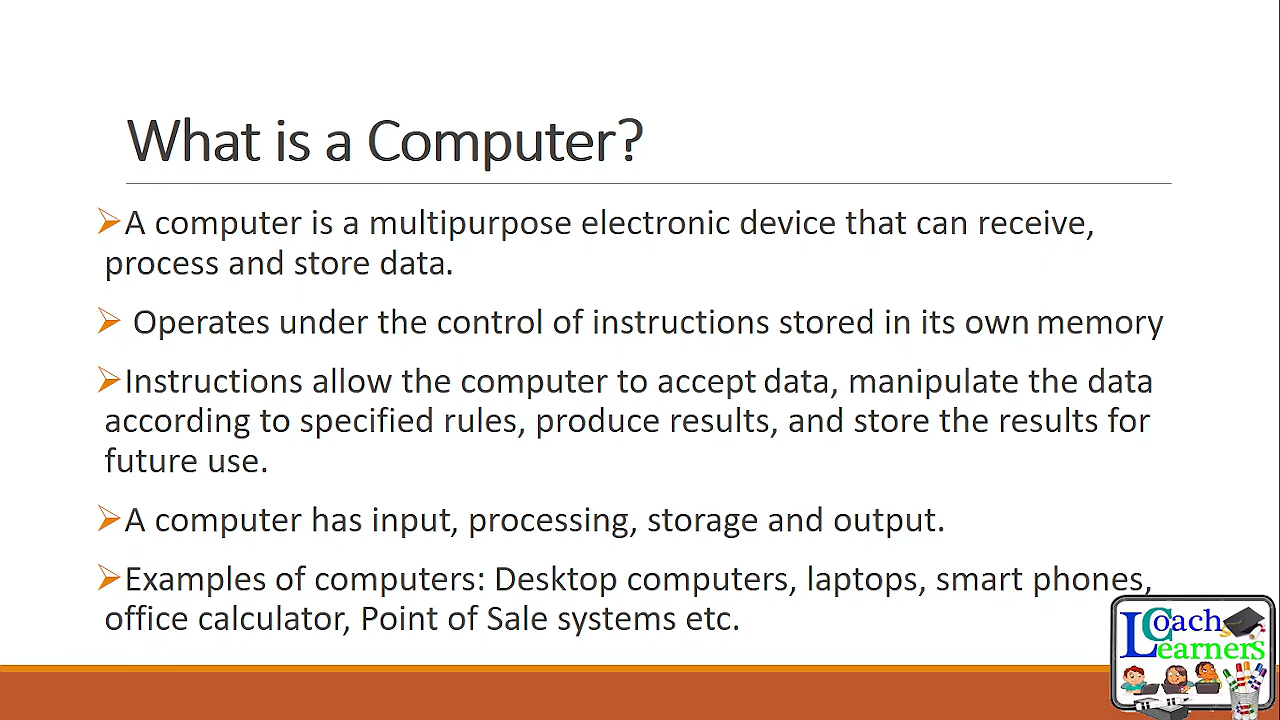 What is a Computer?
➢A computer is a multipurpose electronic device that can receive,
process and store data.
➢ Operates under the control of instructions stored in its own memory
➢Instructions allow the computer to accept data, manipulate the data
according to specified rules, produce results, and store the results for
future use.
➢A computer has input, processing, storage and output.
➢Examples of computers: Desktop computers, laptops, smart phones,
office calculator, Point of Sale systems etc.
Coach
Learners